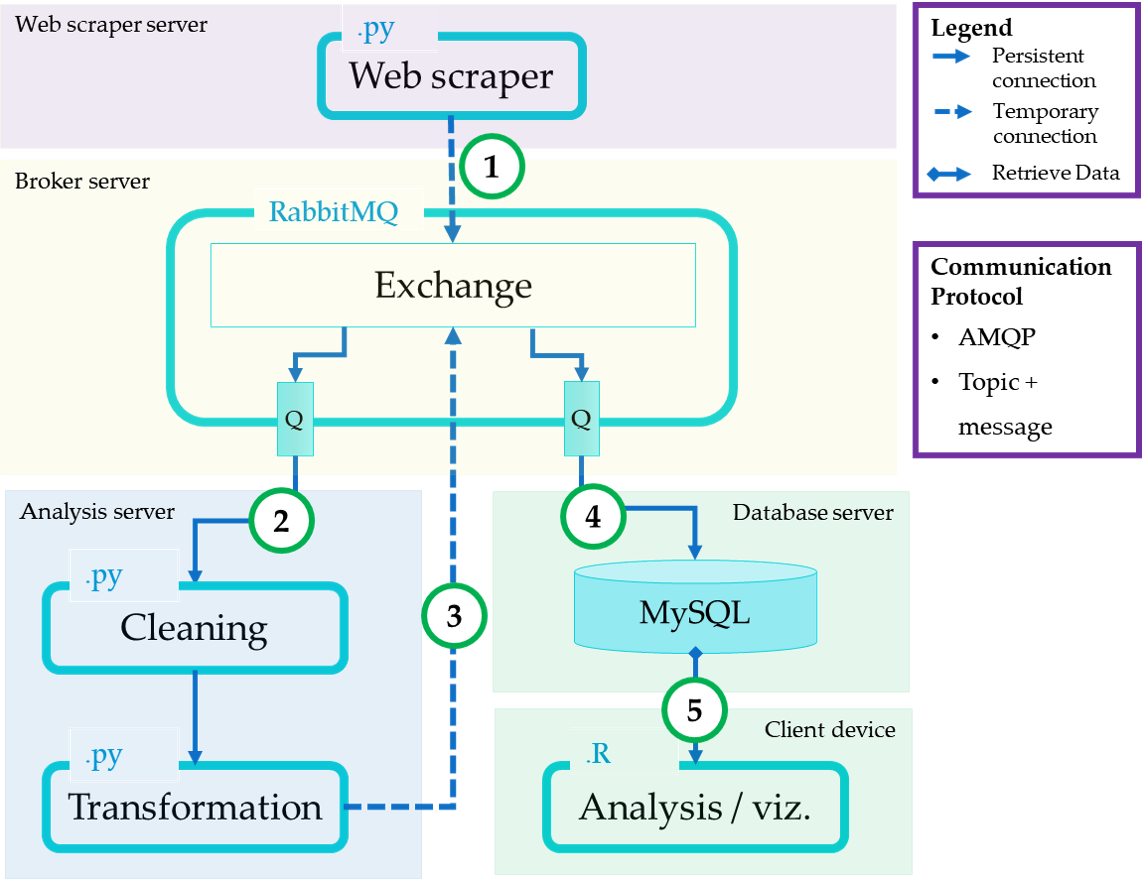 Web scraper server
.py
Web scraper
1
Broker server
RabbitMQ
Exchange
Q
Q
Analysis server
2
.py
Cleaning
.py
Transformation
3
4
Database server
MySQL
5
Client device
.R
Analysis / viz.
Legend
Persistent
connection
Temporary
connection
Retrieve Data
Communication
Protocol
• AMQP
• Topic +
message